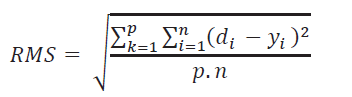 RMS = √((∑_{k=1}^{p} ∑_{i=1}^{n} (d_i − y_i)²) / (p.n))